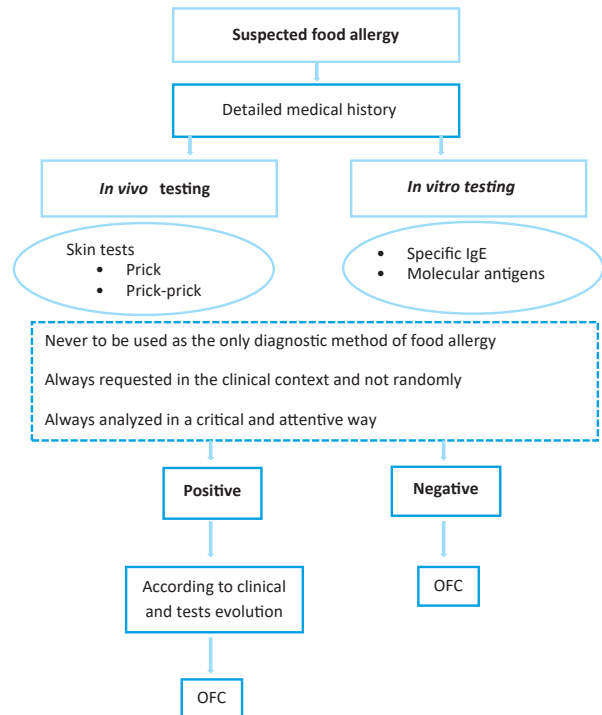 Suspected food allergy
Detailed medical history
In vivo testing
In vitro testing
Skin tests
• Prick
• Prick-prick
• Specific IgE
• Molecular antigens
Never to be used as the only diagnostic method of food allergy
Always requested in the clinical context and not randomly
Always analyzed in a critical and attentive way
Positive
Negative
According to clinical
and tests evolution
OFC
OFC